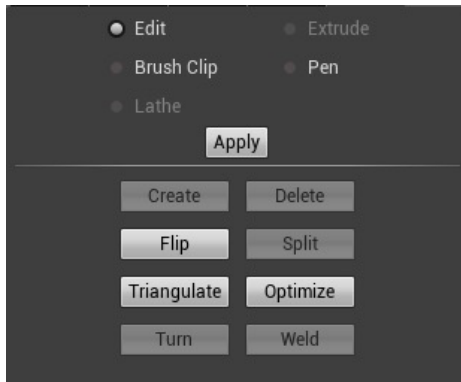 Edit Extrude
Brush Clip Pen
Lathe
Apply
Create Delete
Flip Split
Triangulate Optimize
Turn Weld